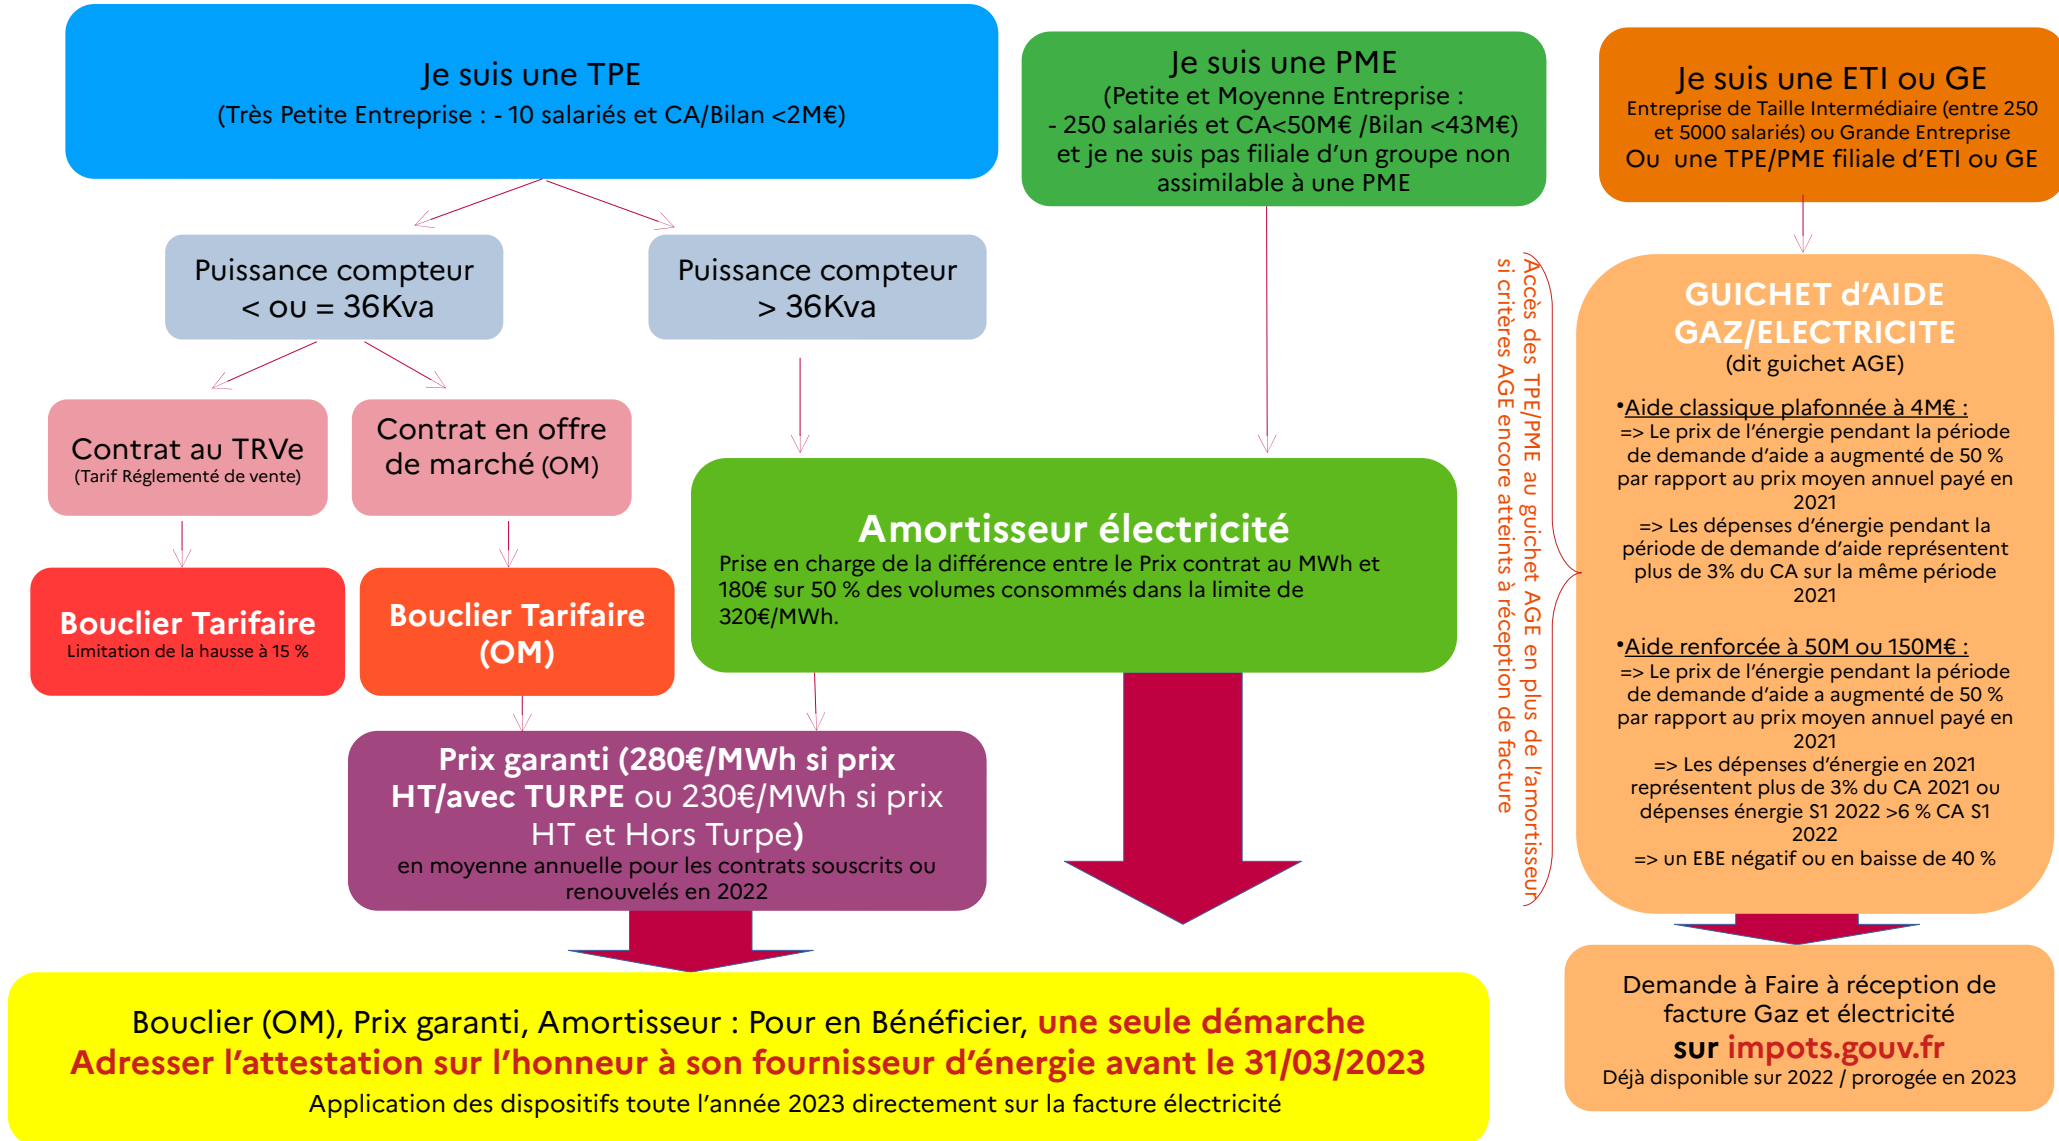 Je suis une TPE
(Très Petite Entreprise : - 10 salariés et CA/Bilan <2M€)
Je suis une PME
(Petite et Moyenne Entreprise :
- 250 salariés et CA<50M€ /Bilan <43M€)
et je ne suis pas filiale d’un groupe non
assimilable à une PME
Je suis une ETI ou GE
Entreprise de Taille Intermédiaire (entre 250
et 5000 salariés) ou Grande Entreprise
Ou une TPE/PME filiale d’ETI ou GE
Puissance compteur
< ou = 36Kva
Puissance compteur
> 36Kva
Contrat au TRVe
(Tarif Réglementé de vente)
Contrat en offre
de marché (OM)
Bouclier Tarifaire
Limitation de la hausse à 15 %
Bouclier Tarifaire
(OM)
Amortisseur électricité
Prise en charge de la différence entre le Prix contrat au MWh et
180€ sur 50 % des volumes consommés dans la limite de
320€/MWh.
Prix garanti (280€/MWh si prix
HT/avec TURPE ou 230€/MWh si prix
HT et Hors Turpe)
en moyenne annuelle pour les contrats souscrits ou
renouvelés en 2022
Accès des TPE/PME au guichet AGE en plus de l’amortisseur
si critères AGE encore atteints à réception de facture
GUICHET d’AIDE
GAZ/ELECTRICITE
(dit guichet AGE)
•Aide classique plafonnée à 4M€ :
=> Le prix de l’énergie pendant la période
de demande d’aide a augmenté de 50 %
par rapport au prix moyen annuel payé en
2021
=> Les dépenses d’énergie pendant la
période de demande d’aide représentent
plus de 3% du CA sur la même période
2021
•Aide renforcée à 50M ou 150M€ :
=> Le prix de l’énergie pendant la période
de demande d’aide a augmenté de 50 %
par rapport au prix moyen annuel payé en
2021
=> Les dépenses d’énergie en 2021
représentent plus de 3% du CA 2021 ou
dépenses énergie S1 2022 >6 % CA S1
2022
=> un EBE négatif ou en baisse de 40 %
Bouclier (OM), Prix garanti, Amortisseur : Pour en Bénéficier, une seule démarche
Adresser l’attestation sur l’honneur à son fournisseur d’énergie avant le 31/03/2023
Application des dispositifs toute l’année 2023 directement sur la facture électricité
Demande à Faire à réception de
facture Gaz et électricité
sur impots.gouv.fr
Déjà disponible sur 2022 / prorogée en 2023